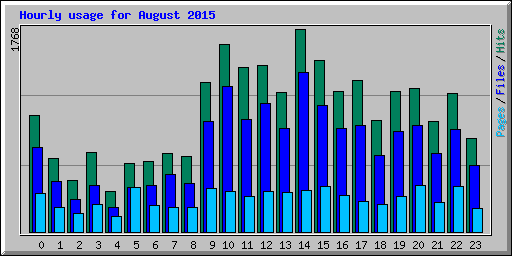 Hourly usage for August 2015
1768
Pages / Files / Hits
0 1 2 3 4 5 6 7 8 9 10 11 12 13 14 15 16 17 18 19 20 21 22 23